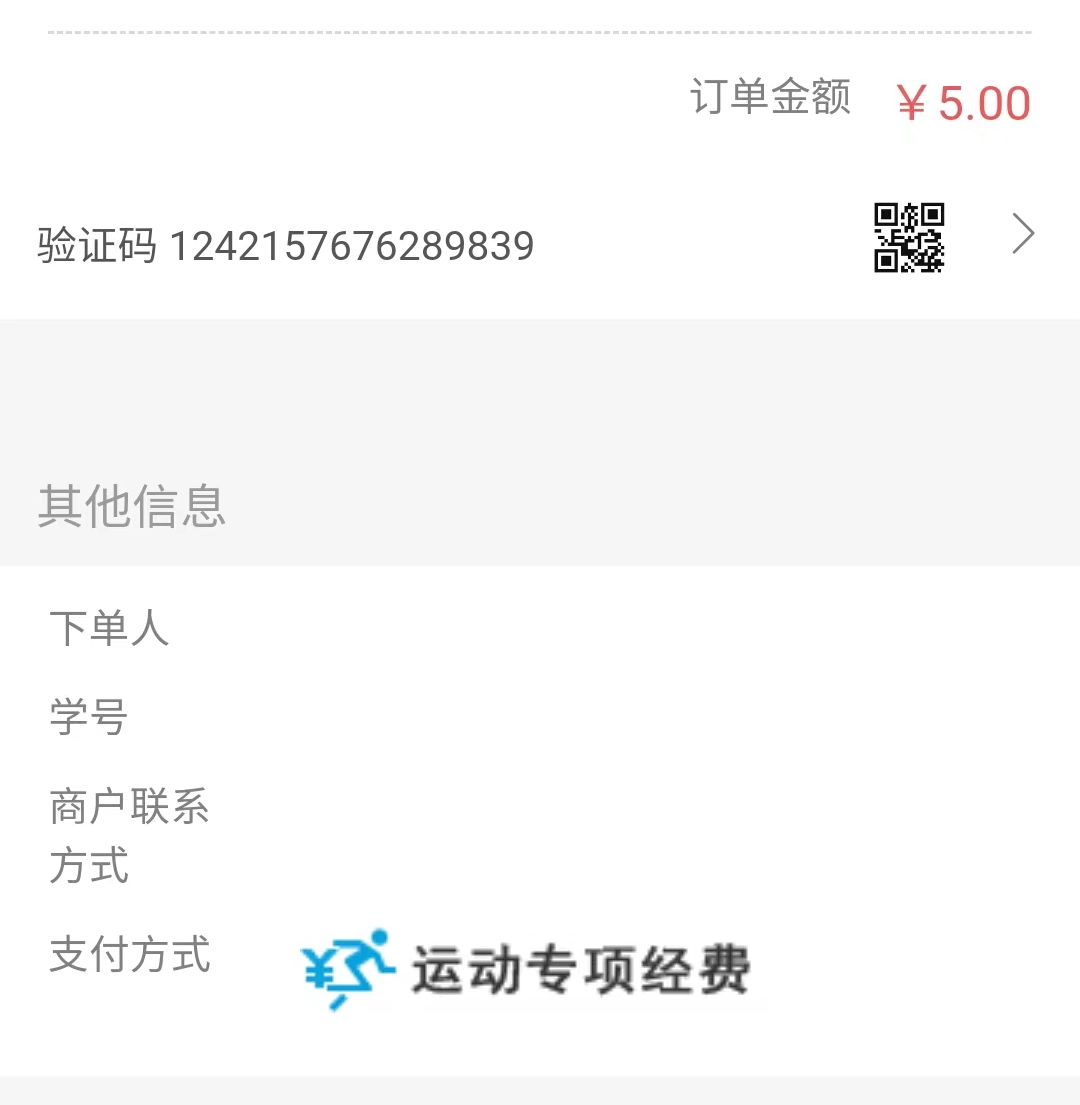 订单金额 ￥5.00
验证码 1242157676289839
其他信息
下单人
学号
商户联系
方式
支付方式 运动专项经费